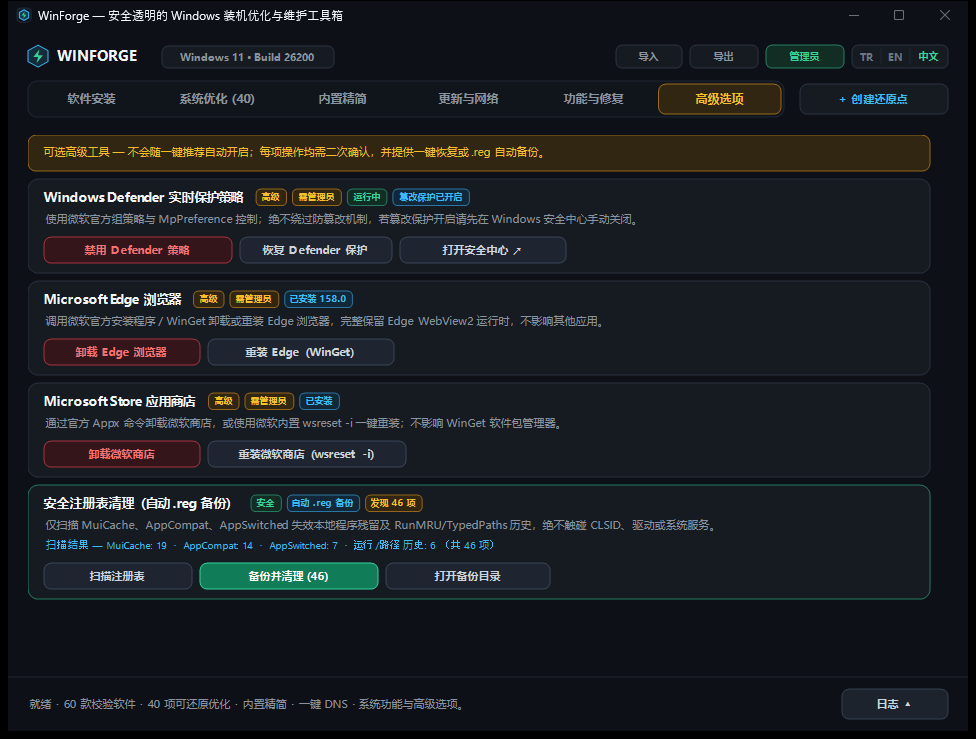 WinForge — 安全透明的 Windows 装机优化与维护工具箱
WINFORGE
Windows 11 • Build 26200
导入
导出
管理员
TR EN 中文
软件安装
系统优化 (40)
内置精简
更新与网络
功能与修复
高级选项
+ 创建还原点
可选高级工具 — 不会随一键推荐自动开启；每项操作均需二次确认，并提供一键恢复或 .reg 自动备份。
Windows Defender 实时保护策略 高级 需管理员 运行中 篡改保护已开启
使用微软官方组策略与 MpPreference 控制；绝不绕过防篡改机制，若篡改保护开启请先在 Windows 安全中心手动关闭。
禁用 Defender 策略
恢复 Defender 保护
打开安全中心 ↗
Microsoft Edge 浏览器 高级 需管理员 已安装 158.0
调用微软官方安装程序 / WinGet 卸载或重装 Edge 浏览器，完整保留 Edge WebView2 运行时，不影响其他应用。
卸载 Edge 浏览器
重装 Edge (WinGet)
Microsoft Store 应用商店 高级 需管理员 已安装
通过官方 Appx 命令卸载微软商店，或使用微软内置 wsreset -i 一键重装；不影响 WinGet 软件包管理器。
卸载微软商店
重装微软商店 (wsreset -i)
安全注册表清理 (自动 .reg 备份) 安全 自动 .reg 备份 发现 46 项
仅扫描 MuiCache、AppCompat、AppSwitched 失效本地程序残留及 RunMRU/TypedPaths 历史，绝不触碰 CLSID、驱动或系统服务。
扫描结果 — MuiCache: 19 · AppCompat: 14 · AppSwitched: 7 · 运行/路径 历史: 6 （共 46 项）
扫描注册表
备份并清理 (46)
打开备份目录
就绪 · 60 款校验软件 · 40 项可还原优化 · 内置精简 · 一键 DNS · 系统功能与高级选项。
日志 ▲